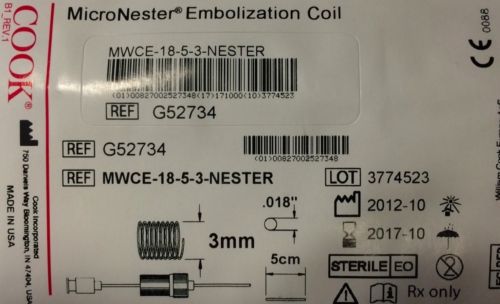 B1_REV.1
COOK®
750 Daniels Way Bloomington, IN 47404, USA
Cook Incorporated
MADE IN USA
MicroNester® Embolization Coil
MWCE-18-5-3-NESTER
(01)00827002527348(17)171000(10)3774523
REF G52734
REF G52734
(01)00827002527348
REF MWCE-18-5-3-NESTER
LOT 3774523
.018"
3mm
5cm
2012-10
2017-10
STERILE EO
Rx only
CE 0088